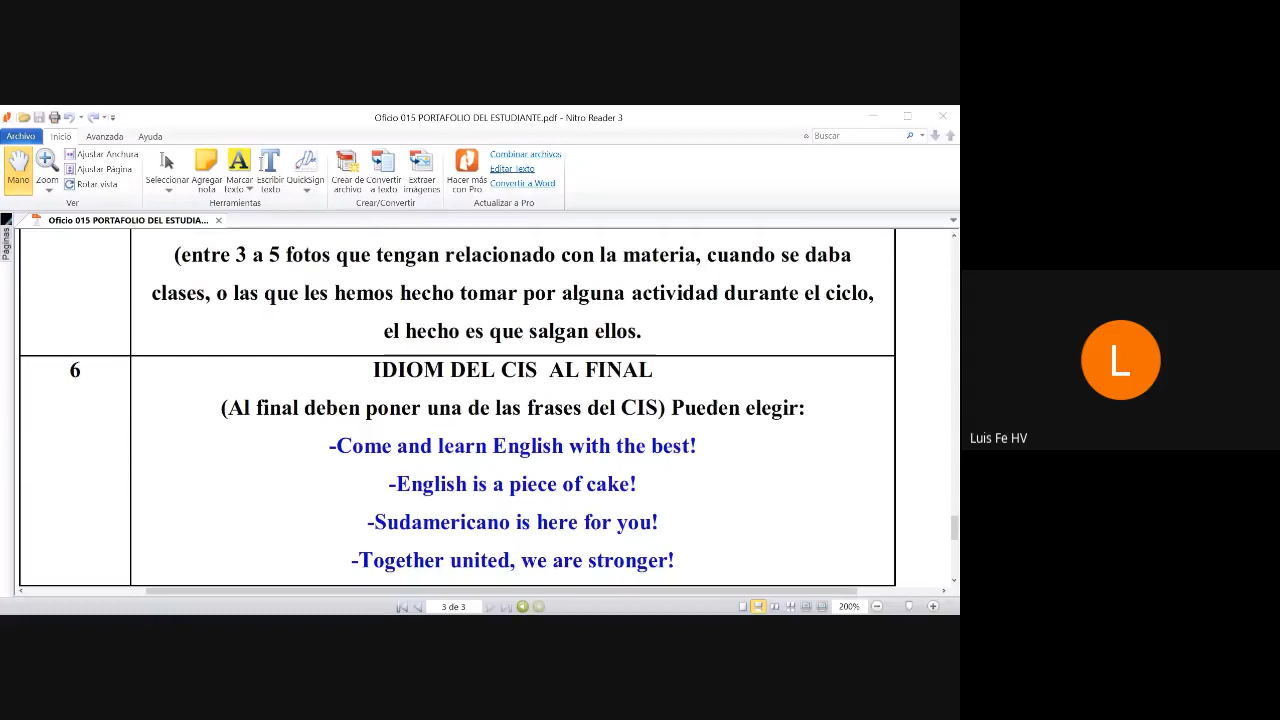 Oficio 015 PORTAFOLIO DEL ESTUDIANTE.pdf - Nitro Reader 3
Archivo Inicio Avanzada Ayuda
Buscar
Mano
Zoom
Ajustar Anchura
Ajustar Página
Rotar vista
Ver
Seleccionar
Agregar nota
Marcar texto
Escribir texto
QuickSign
Herramientas
Crear de archivo
Convertir a texto
Extraer imágenes
Crear/Convertir
Hacer más con Pro
Combinar archivos
Editar Texto
Convertir a Word
Actualizar a Pro
Oficio 015 PORTAFOLIO DEL ESTUDIA...
Páginas
(entre 3 a 5 fotos que tengan relacionado con la materia, cuando se daba
clases, o las que les hemos hecho tomar por alguna actividad durante el ciclo,
el hecho es que salgan ellos.
6
IDIOM DEL CIS AL FINAL
(Al final deben poner una de las frases del CIS) Pueden elegir:
-Come and learn English with the best!
-English is a piece of cake!
-Sudamericano is here for you!
-Together united, we are stronger!
3 de 3
200%
L
Luis Fe HV